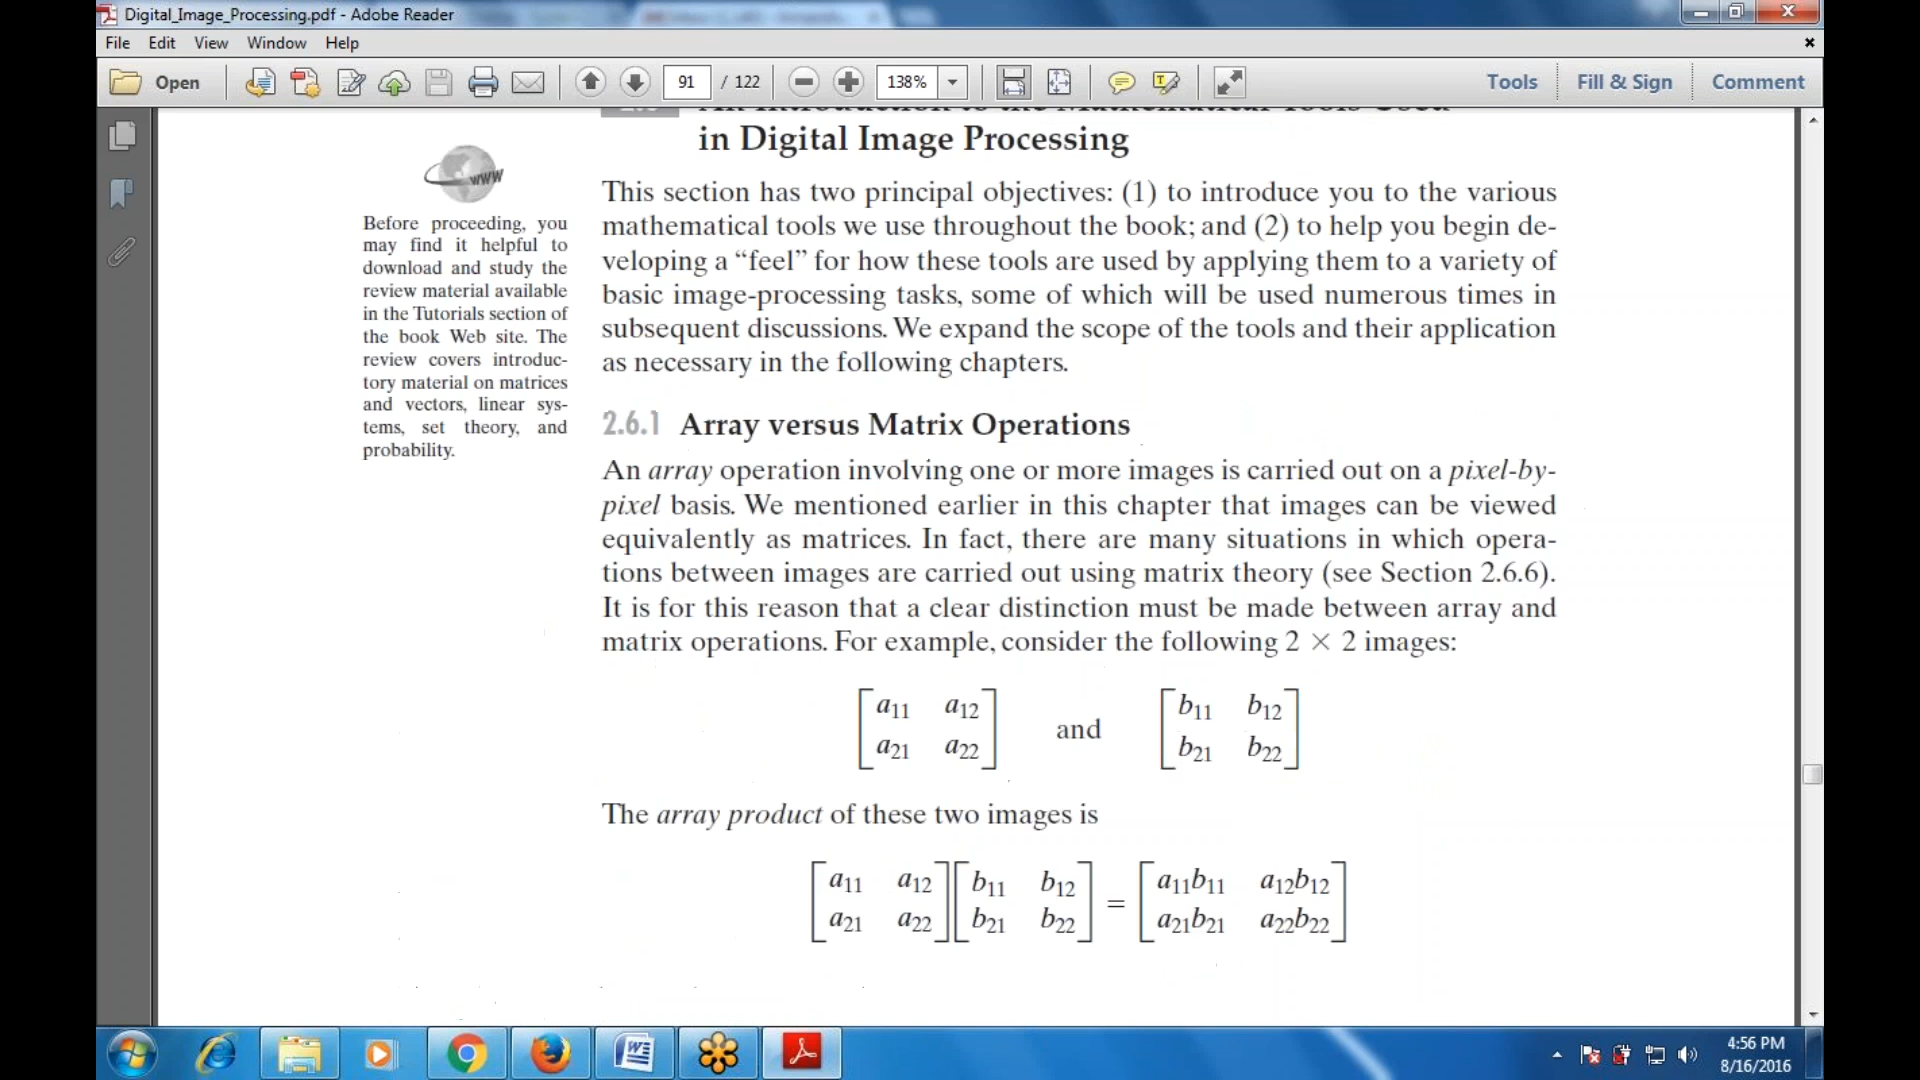 Digital_Image_Processing.pdf - Adobe Reader
File Edit View Window Help
Open 91 / 122 138% Tools Fill & Sign Comment
in Digital Image Processing
www
Before proceeding, you
may find it helpful to
download and study the
review material available
in the Tutorials section of
the book Web site. The
review covers introduc-
tory material on matrices
and vectors, linear sys-
tems, set theory, and
probability.
This section has two principal objectives: (1) to introduce you to the various
mathematical tools we use throughout the book; and (2) to help you begin de-
veloping a “feel” for how these tools are used by applying them to a variety of
basic image-processing tasks, some of which will be used numerous times in
subsequent discussions. We expand the scope of the tools and their application
as necessary in the following chapters.
2.6.1 Array versus Matrix Operations
An array operation involving one or more images is carried out on a pixel-by-
pixel basis. We mentioned earlier in this chapter that images can be viewed
equivalently as matrices. In fact, there are many situations in which opera-
tions between images are carried out using matrix theory (see Section 2.6.6).
It is for this reason that a clear distinction must be made between array and
matrix operations. For example, consider the following 2 × 2 images:
[a11 a12] and [b11 b12]
[a21 a22] [b21 b22]
The array product of these two images is
[a11 a12][b11 b12] = [a11b11 a12b12]
[a21 a22][b21 b22] [a21b21 a22b22]
4:56 PM
8/16/2016